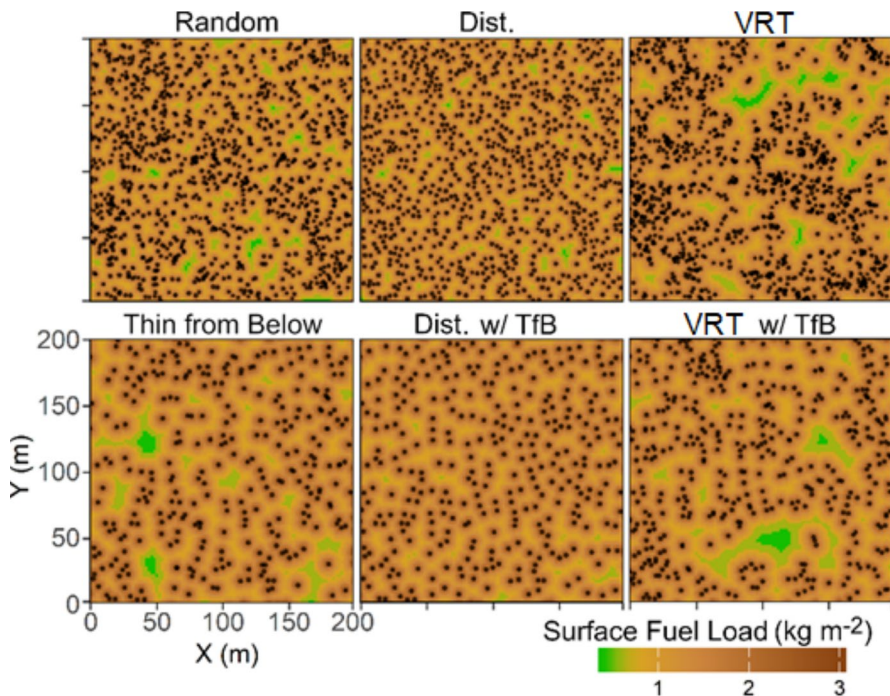 Random Dist. VRT
Thin from Below Dist. w/ TfB VRT w/ TfB
200
150
100
50
0
Y (m)
0 50 100 150 200
X (m)
Surface Fuel Load (kg m-2)
1 2 3